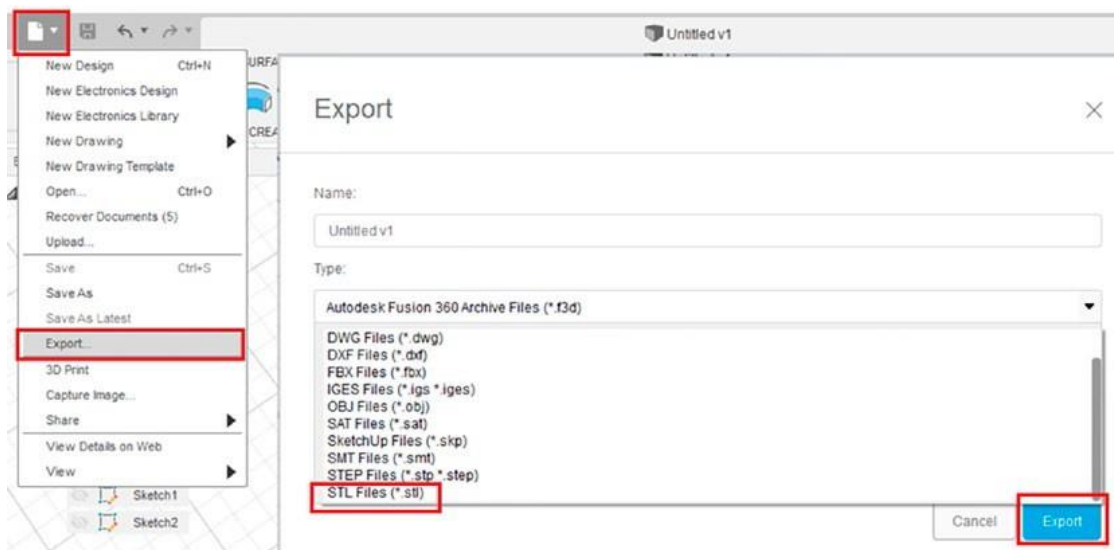 Untitled v1
New Design Ctrl+N
New Electronics Design
New Electronics Library
New Drawing
New Drawing Template
Open... Ctrl+O
Recover Documents (5)
Upload...
Save Ctrl+S
Save As
Save As Latest
Export...
3D Print
Capture Image...
Share
View Details on Web
View
Sketch1
Sketch2
URFA
CREA
Export
Name:
Untitled v1
Type:
Autodesk Fusion 360 Archive Files (*.f3d)
DWG Files (*.dwg)
DXF Files (*.dxf)
FBX Files (*.fbx)
IGES Files (*.igs *.iges)
OBJ Files (*.obj)
SAT Files (*.sat)
SketchUp Files (*.skp)
SMT Files (*.smt)
STEP Files (*.stp *.step)
STL Files (*.stl)
Cancel Export